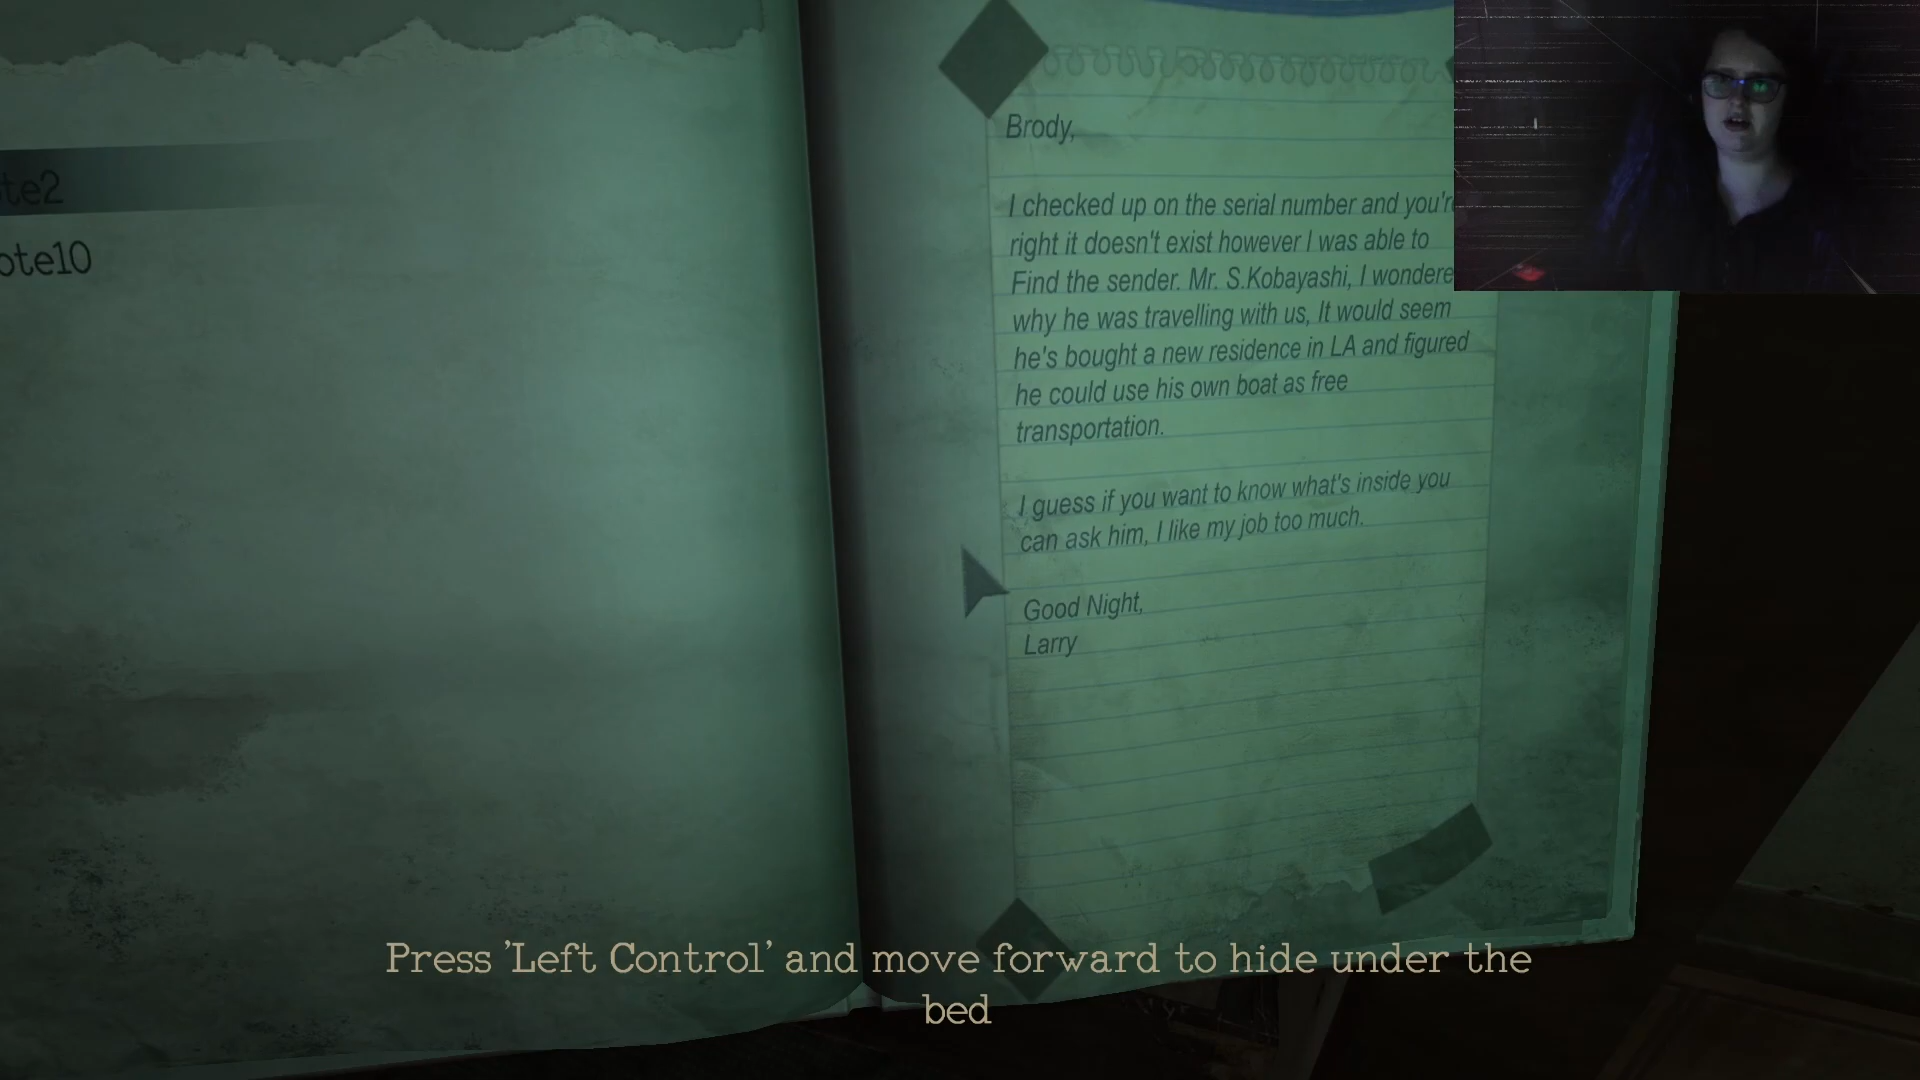 te2
ote10
Brody,
I checked up on the serial number and you'r
right it doesn't exist however I was able to
Find the sender. Mr. S.Kobayashi, I wondere
why he was travelling with us, It would seem
he's bought a new residence in LA and figured
he could use his own boat as free
transportation.
I guess if you want to know what's inside you
can ask him, I like my job too much.
Good Night,
Larry
Press 'Left Control' and move forward to hide under the
bed